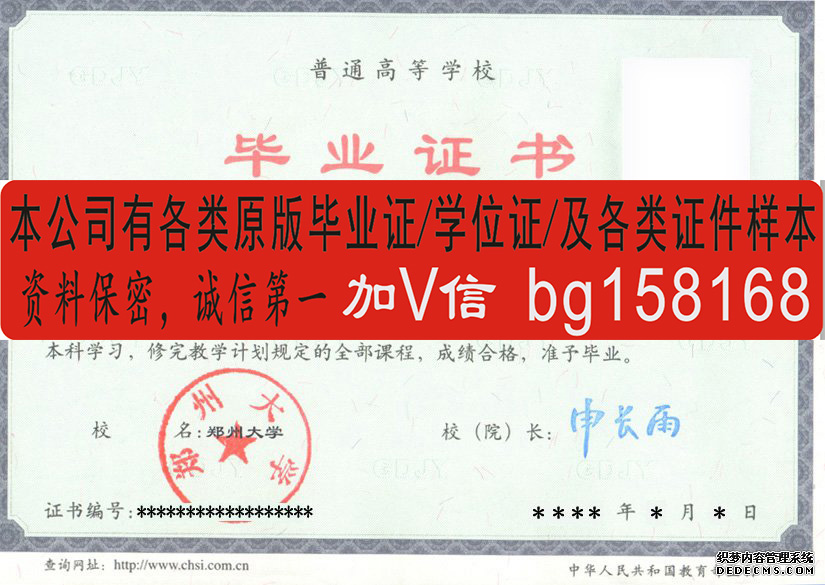 普通高等学校
毕业证书
本公司有各类原版毕业证/学位证/及各类证件样本
资料保密，诚信第一 加V信 bg158168
本科学习，修完教学计划规定的全部课程，成绩合格，准予毕业。
郑州大学
校 名:郑州大学 校（院）长: 申长雨
证书编号:****************** **** 年 * 月 * 日
查询网址: http://www.chsi.com.cn 中华人民共和国教育
织梦内容管理系统
DEDECMS.COM